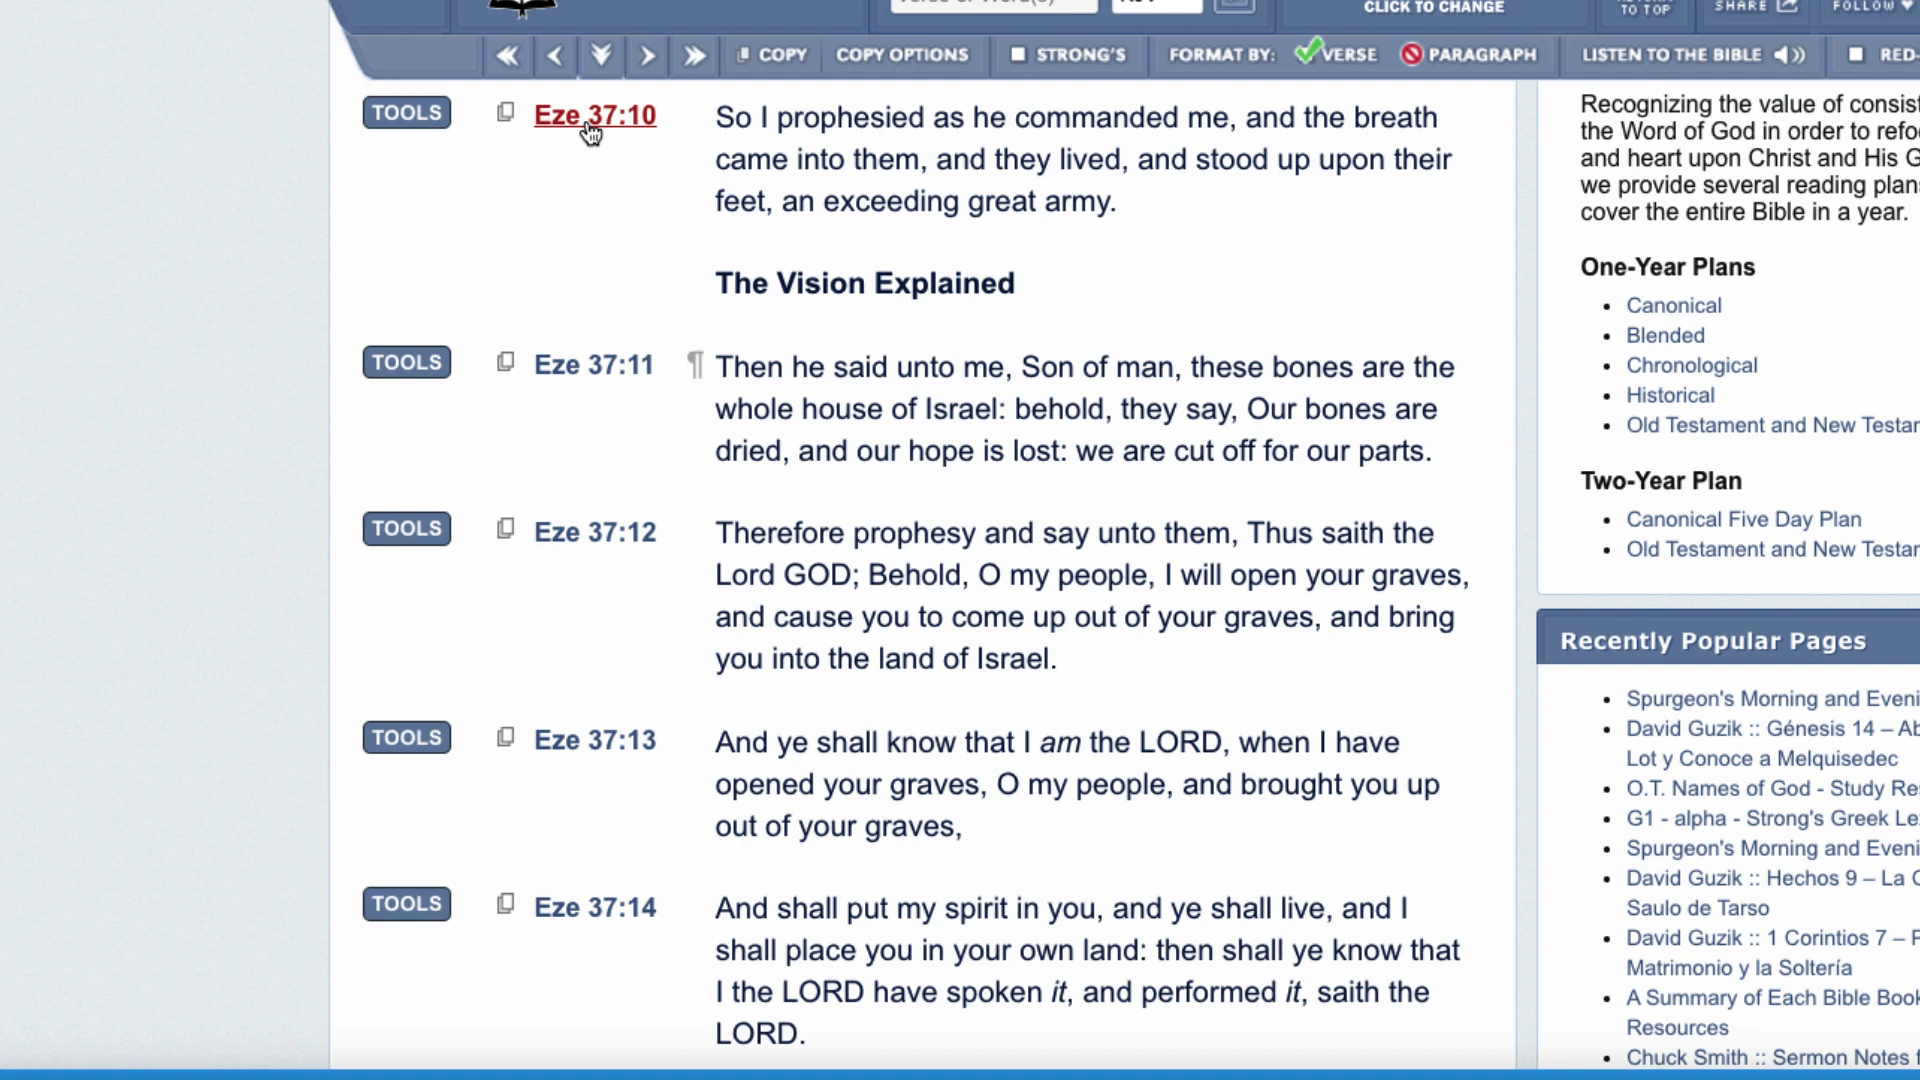 CLICK TO CHANGE
TO TOP
SHARE
FOLLOW
COPY
COPY OPTIONS
STRONG'S
FORMAT BY:
VERSE
PARAGRAPH
LISTEN TO THE BIBLE
RED-
TOOLS
Eze 37:10
So I prophesied as he commanded me, and the breath
came into them, and they lived, and stood up upon their
feet, an exceeding great army.
The Vision Explained
TOOLS
Eze 37:11
¶ Then he said unto me, Son of man, these bones are the
whole house of Israel: behold, they say, Our bones are
dried, and our hope is lost: we are cut off for our parts.
TOOLS
Eze 37:12
Therefore prophesy and say unto them, Thus saith the
Lord GOD; Behold, O my people, I will open your graves,
and cause you to come up out of your graves, and bring
you into the land of Israel.
TOOLS
Eze 37:13
And ye shall know that I am the LORD, when I have
opened your graves, O my people, and brought you up
out of your graves,
TOOLS
Eze 37:14
And shall put my spirit in you, and ye shall live, and I
shall place you in your own land: then shall ye know that
I the LORD have spoken it, and performed it, saith the
LORD.
Recognizing the value of consist
the Word of God in order to refo
and heart upon Christ and His G
we provide several reading plans
cover the entire Bible in a year.
One-Year Plans
• Canonical
• Blended
• Chronological
• Historical
• Old Testament and New Testar
Two-Year Plan
• Canonical Five Day Plan
• Old Testament and New Testar
Recently Popular Pages
• Spurgeon's Morning and Eveni
• David Guzik :: Génesis 14 – Ab
Lot y Conoce a Melquisedec
• O.T. Names of God - Study Res
• G1 - alpha - Strong's Greek Le
• Spurgeon's Morning and Eveni
• David Guzik :: Hechos 9 – La C
Saulo de Tarso
• David Guzik :: 1 Corintios 7 –
Matrimonio y la Soltería
• A Summary of Each Bible Book
Resources
• Chuck Smith :: Sermon Notes f